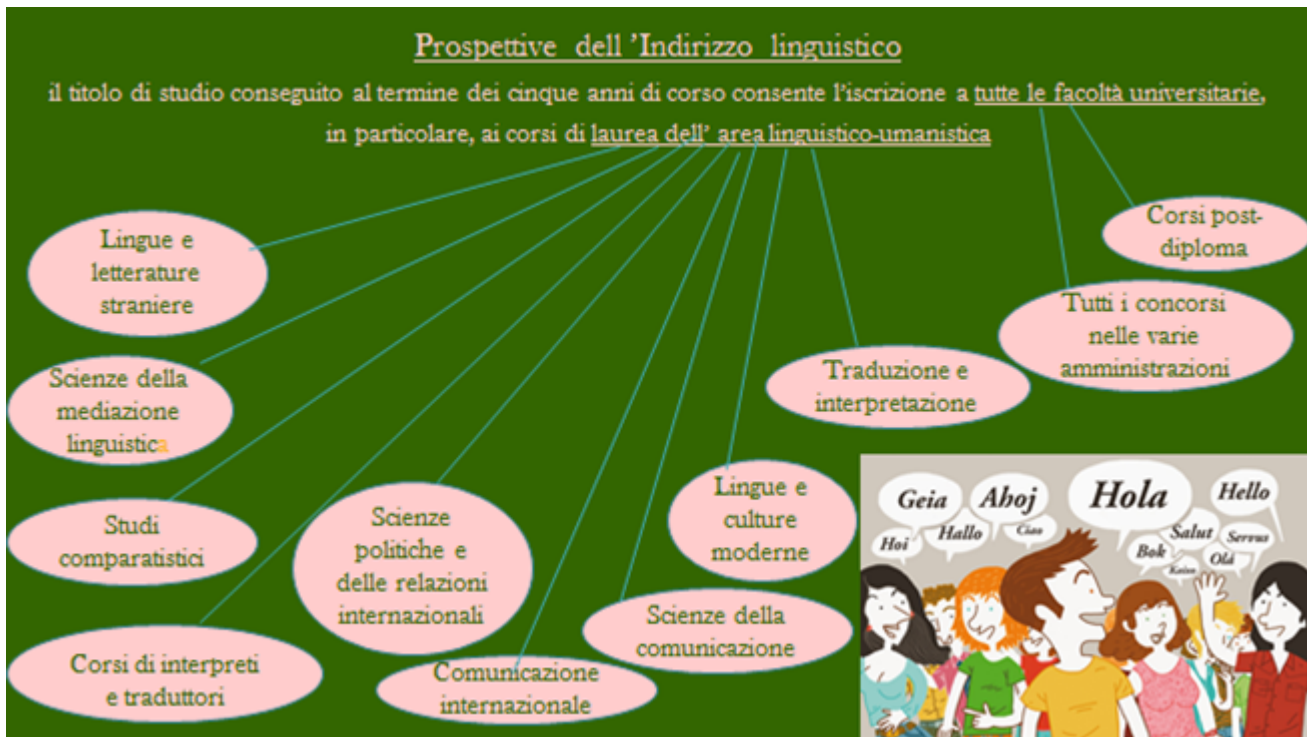 Prospettive dell 'Indirizzo linguistico
il titolo di studio conseguito al termine dei cinque anni di corso consente l'iscrizione a tutte le facoltà universitarie,
in particolare, ai corsi di laurea dell' area linguistico-umanistica
Lingue e
letterature
straniere
Scienze della
mediazione
linguistica
Studi
comparatistici
Corsi di interpreti
e traduttori
Scienze
politiche e
delle relazioni
internazionali
Comunicazione
internazionale
Scienze della
comunicazione
Lingue e
culture
moderne
Traduzione e
interpretazione
Corsi post-
diploma
Tutti i concorsi
nelle varie
amministrazioni
Geia
Ahoj
Hola
Hello
Hoi
Hallo
Ciao
Salut
Servus
Bok
Olá